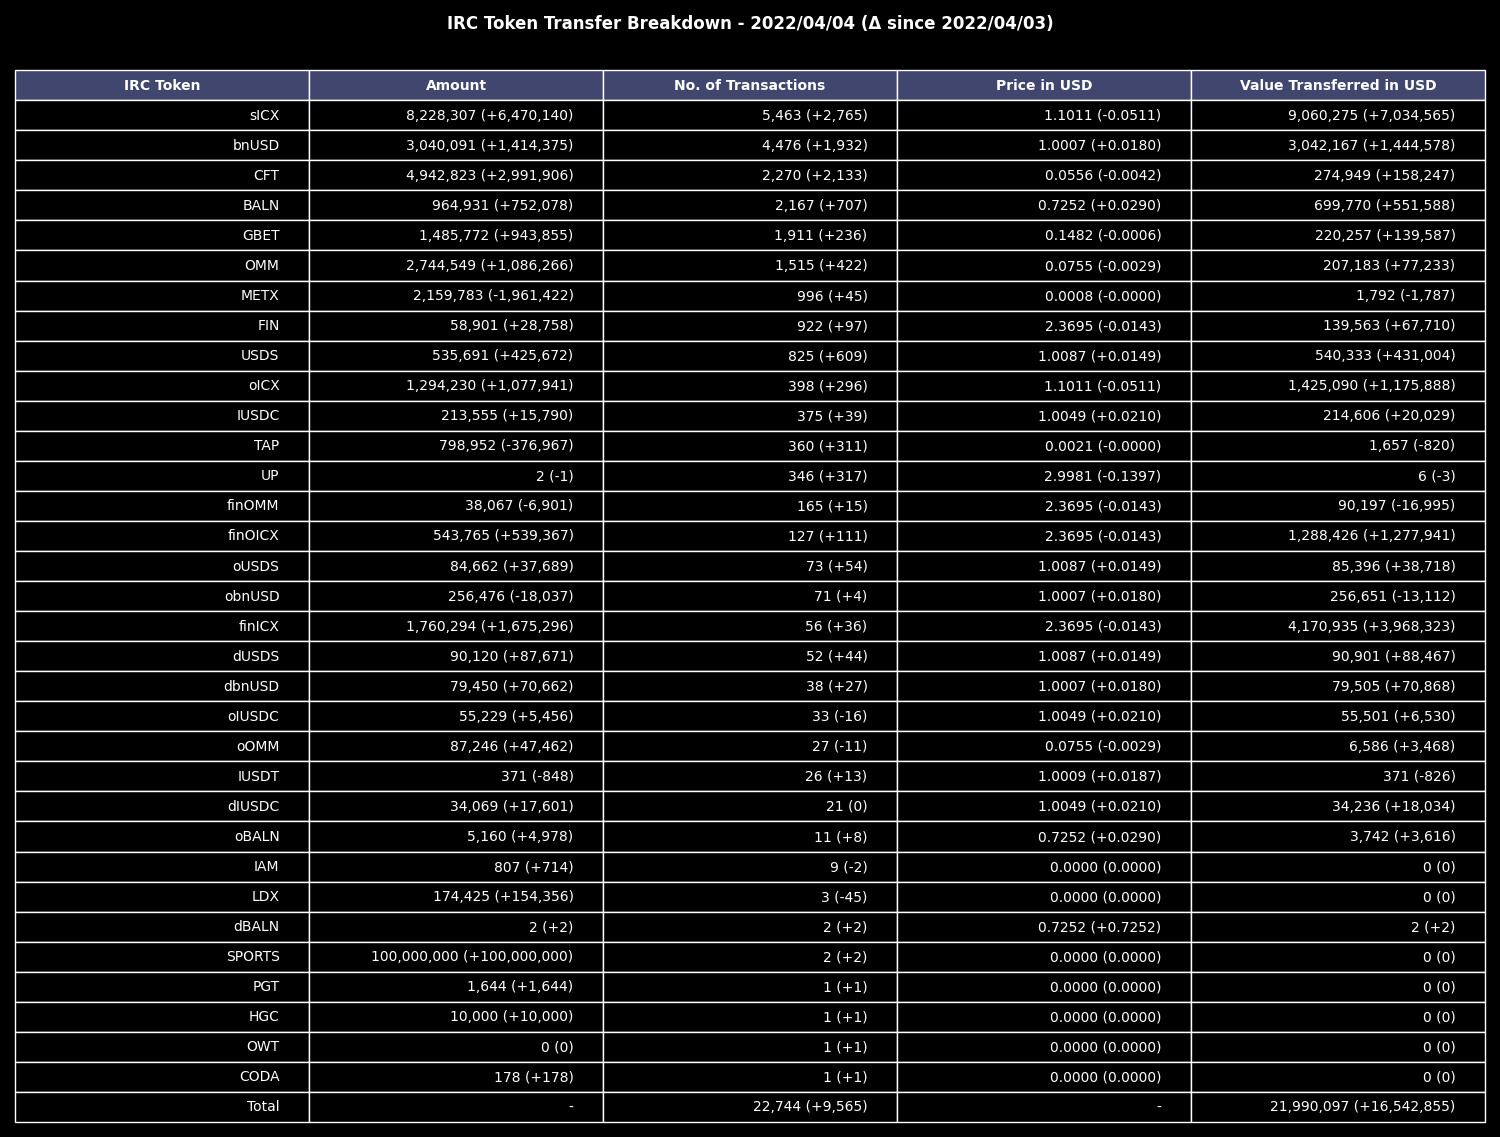 IRC Token Transfer Breakdown - 2022/04/04 (Δ since 2022/04/03)
IRC Token Amount No. of Transactions Price in USD Value Transferred in USD
sICX 8,228,307 (+6,470,140) 5,463 (+2,765) 1.1011 (-0.0511) 9,060,275 (+7,034,565)
bnUSD 3,040,091 (+1,414,375) 4,476 (+1,932) 1.0007 (+0.0180) 3,042,167 (+1,444,578)
CFT 4,942,823 (+2,991,906) 2,270 (+2,133) 0.0556 (-0.0042) 274,949 (+158,247)
BALN 964,931 (+752,078) 2,167 (+707) 0.7252 (+0.0290) 699,770 (+551,588)
GBET 1,485,772 (+943,855) 1,911 (+236) 0.1482 (-0.0006) 220,257 (+139,587)
OMM 2,744,549 (+1,086,266) 1,515 (+422) 0.0755 (-0.0029) 207,183 (+77,233)
METX 2,159,783 (-1,961,422) 996 (+45) 0.0008 (-0.0000) 1,792 (-1,787)
FIN 58,901 (+28,758) 922 (+97) 2.3695 (-0.0143) 139,563 (+67,710)
USDS 535,691 (+425,672) 825 (+609) 1.0087 (+0.0149) 540,333 (+431,004)
oICX 1,294,230 (+1,077,941) 398 (+296) 1.1011 (-0.0511) 1,425,090 (+1,175,888)
IUSDC 213,555 (+15,790) 375 (+39) 1.0049 (+0.0210) 214,606 (+20,029)
TAP 798,952 (-376,967) 360 (+311) 0.0021 (-0.0000) 1,657 (-820)
UP 2 (-1) 346 (+317) 2.9981 (-0.1397) 6 (-3)
finOMM 38,067 (-6,901) 165 (+15) 2.3695 (-0.0143) 90,197 (-16,995)
finOICX 543,765 (+539,367) 127 (+111) 2.3695 (-0.0143) 1,288,426 (+1,277,941)
oUSDS 84,662 (+37,689) 73 (+54) 1.0087 (+0.0149) 85,396 (+38,718)
obnUSD 256,476 (-18,037) 71 (+4) 1.0007 (+0.0180) 256,651 (-13,112)
finICX 1,760,294 (+1,675,296) 56 (+36) 2.3695 (-0.0143) 4,170,935 (+3,968,323)
dUSDS 90,120 (+87,671) 52 (+44) 1.0087 (+0.0149) 90,901 (+88,467)
dbnUSD 79,450 (+70,662) 38 (+27) 1.0007 (+0.0180) 79,505 (+70,868)
oIUSDC 55,229 (+5,456) 33 (-16) 1.0049 (+0.0210) 55,501 (+6,530)
oOMM 87,246 (+47,462) 27 (-11) 0.0755 (-0.0029) 6,586 (+3,468)
IUSDT 371 (-848) 26 (+13) 1.0009 (+0.0187) 371 (-826)
dIUSDC 34,069 (+17,601) 21 (0) 1.0049 (+0.0210) 34,236 (+18,034)
oBALN 5,160 (+4,978) 11 (+8) 0.7252 (+0.0290) 3,742 (+3,616)
IAM 807 (+714) 9 (-2) 0.0000 (0.0000) 0 (0)
LDX 174,425 (+154,356) 3 (-45) 0.0000 (0.0000) 0 (0)
dBALN 2 (+2) 2 (+2) 0.7252 (+0.7252) 2 (+2)
SPORTS 100,000,000 (+100,000,000) 2 (+2) 0.0000 (0.0000) 0 (0)
PGT 1,644 (+1,644) 1 (+1) 0.0000 (0.0000) 0 (0)
HGC 10,000 (+10,000) 1 (+1) 0.0000 (0.0000) 0 (0)
OWT 0 (0) 1 (+1) 0.0000 (0.0000) 0 (0)
CODA 178 (+178) 1 (+1) 0.0000 (0.0000) 0 (0)
Total - 22,744 (+9,565) - 21,990,097 (+16,542,855)